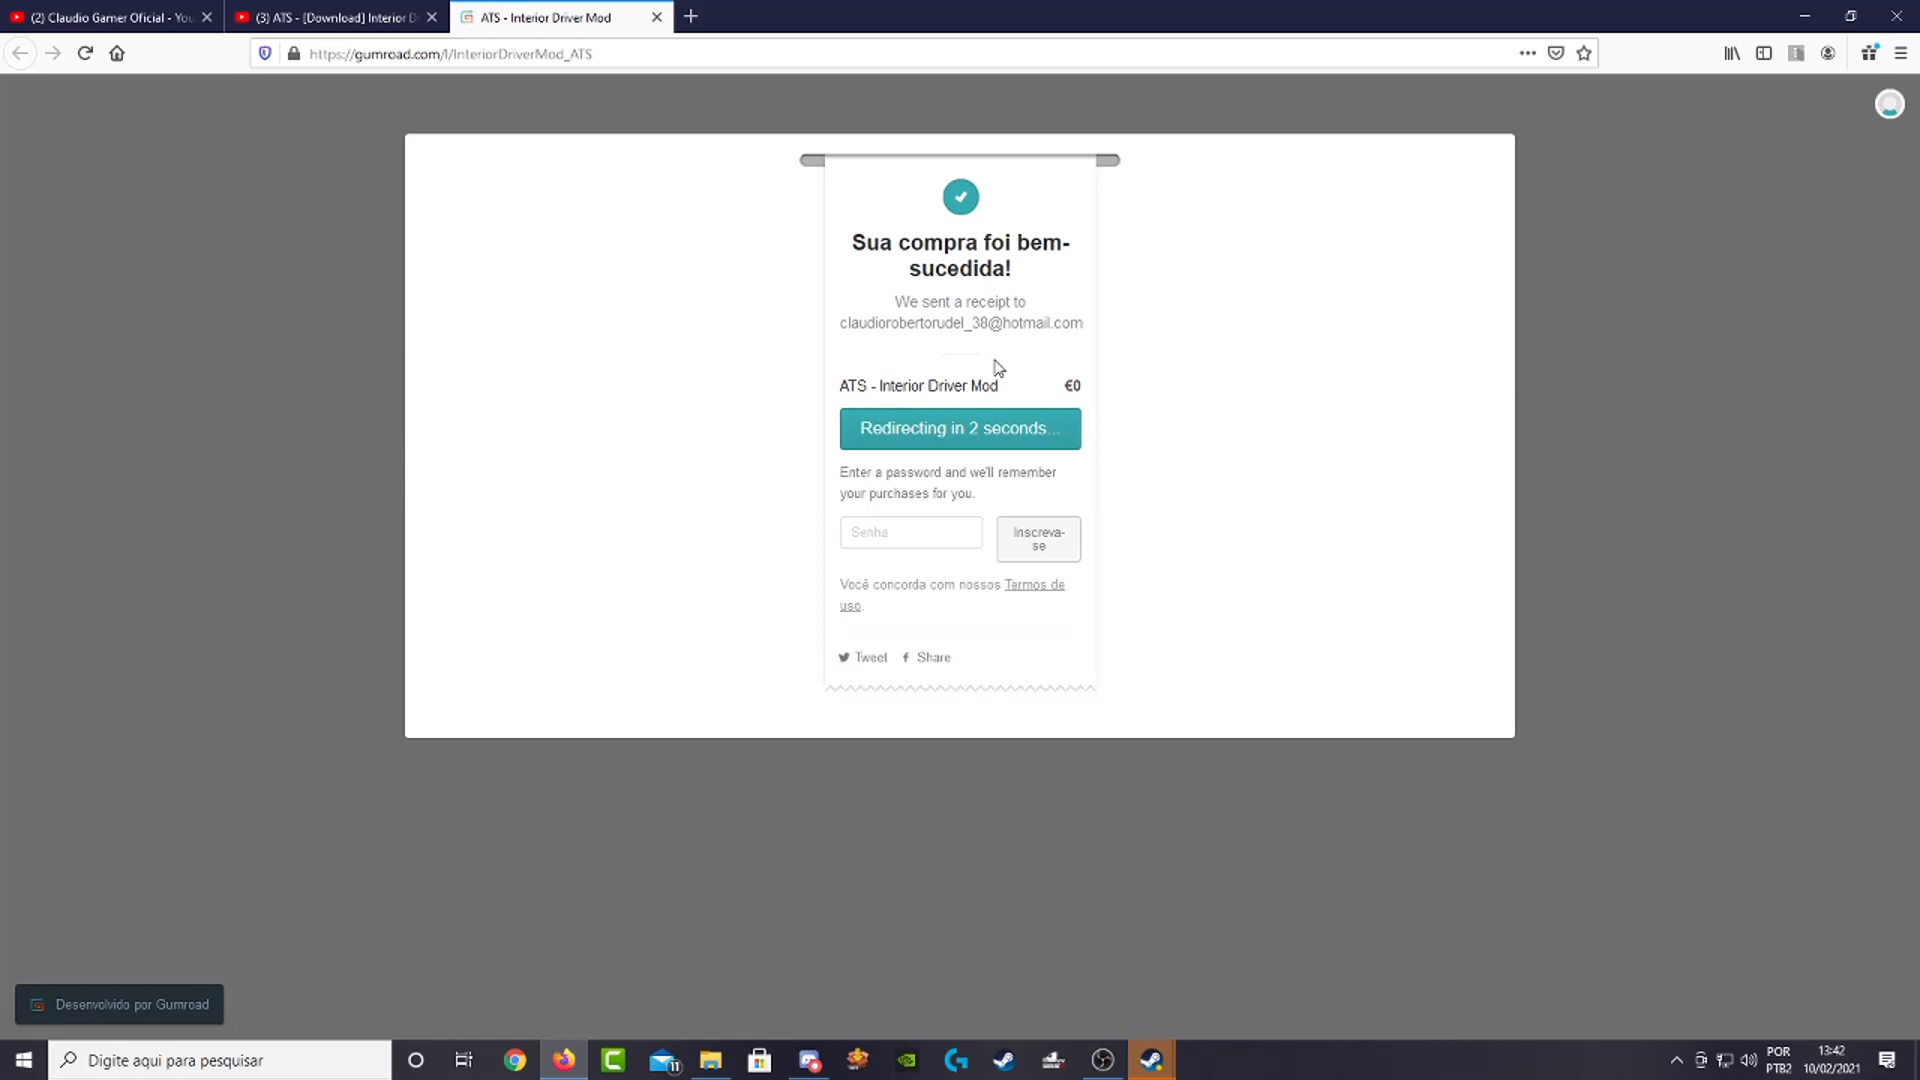 (2) Claudio Gamer Oficial - You
(3) ATS - [Download] Interior D
ATS - Interior Driver Mod
https://gumroad.com/l/InteriorDriverMod_ATS
Sua compra foi bem-
sucedida!
We sent a receipt to
claudiorobertorudel_38@hotmail.com
ATS - Interior Driver Mod €0
Redirecting in 2 seconds...
Enter a password and we'll remember
your purchases for you.
Senha
Inscreva-
se
Você concorda com nossos Termos de
uso.
Tweet Share
Desenvolvido por Gumroad
Digite aqui para pesquisar
11
POR
PTB2
13:42
10/02/2021